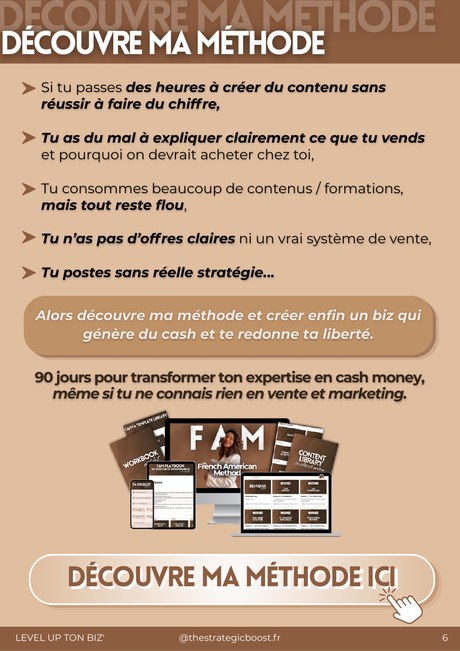 DÉCOUVRE MA MÉTHODE
DÉCOUVRE MA MÉTHODE
Si tu passes des heures à créer du contenu sans
réussir à faire du chiffre,
Tu as du mal à expliquer clairement ce que tu vends
et pourquoi on devrait acheter chez toi,
Tu consommes beaucoup de contenus / formations,
mais tout reste flou,
Tu n'as pas d'offres claires ni un vrai système de vente,
Tu postes sans réelle stratégie...
Alors découvre ma méthode et créer enfin un biz qui
génère du cash et te redonne ta liberté.
90 jours pour transformer ton expertise en cash money,
même si tu ne connais rien en vente et marketing.
FAM
French American
Method
WORKBOOK
FAM PLAYBOOK
CONTENT
LIBRARY
DÉCOUVRE MA MÉTHODE ICI
LEVEL UP TON BIZ'
@thestrategicboost.fr
6